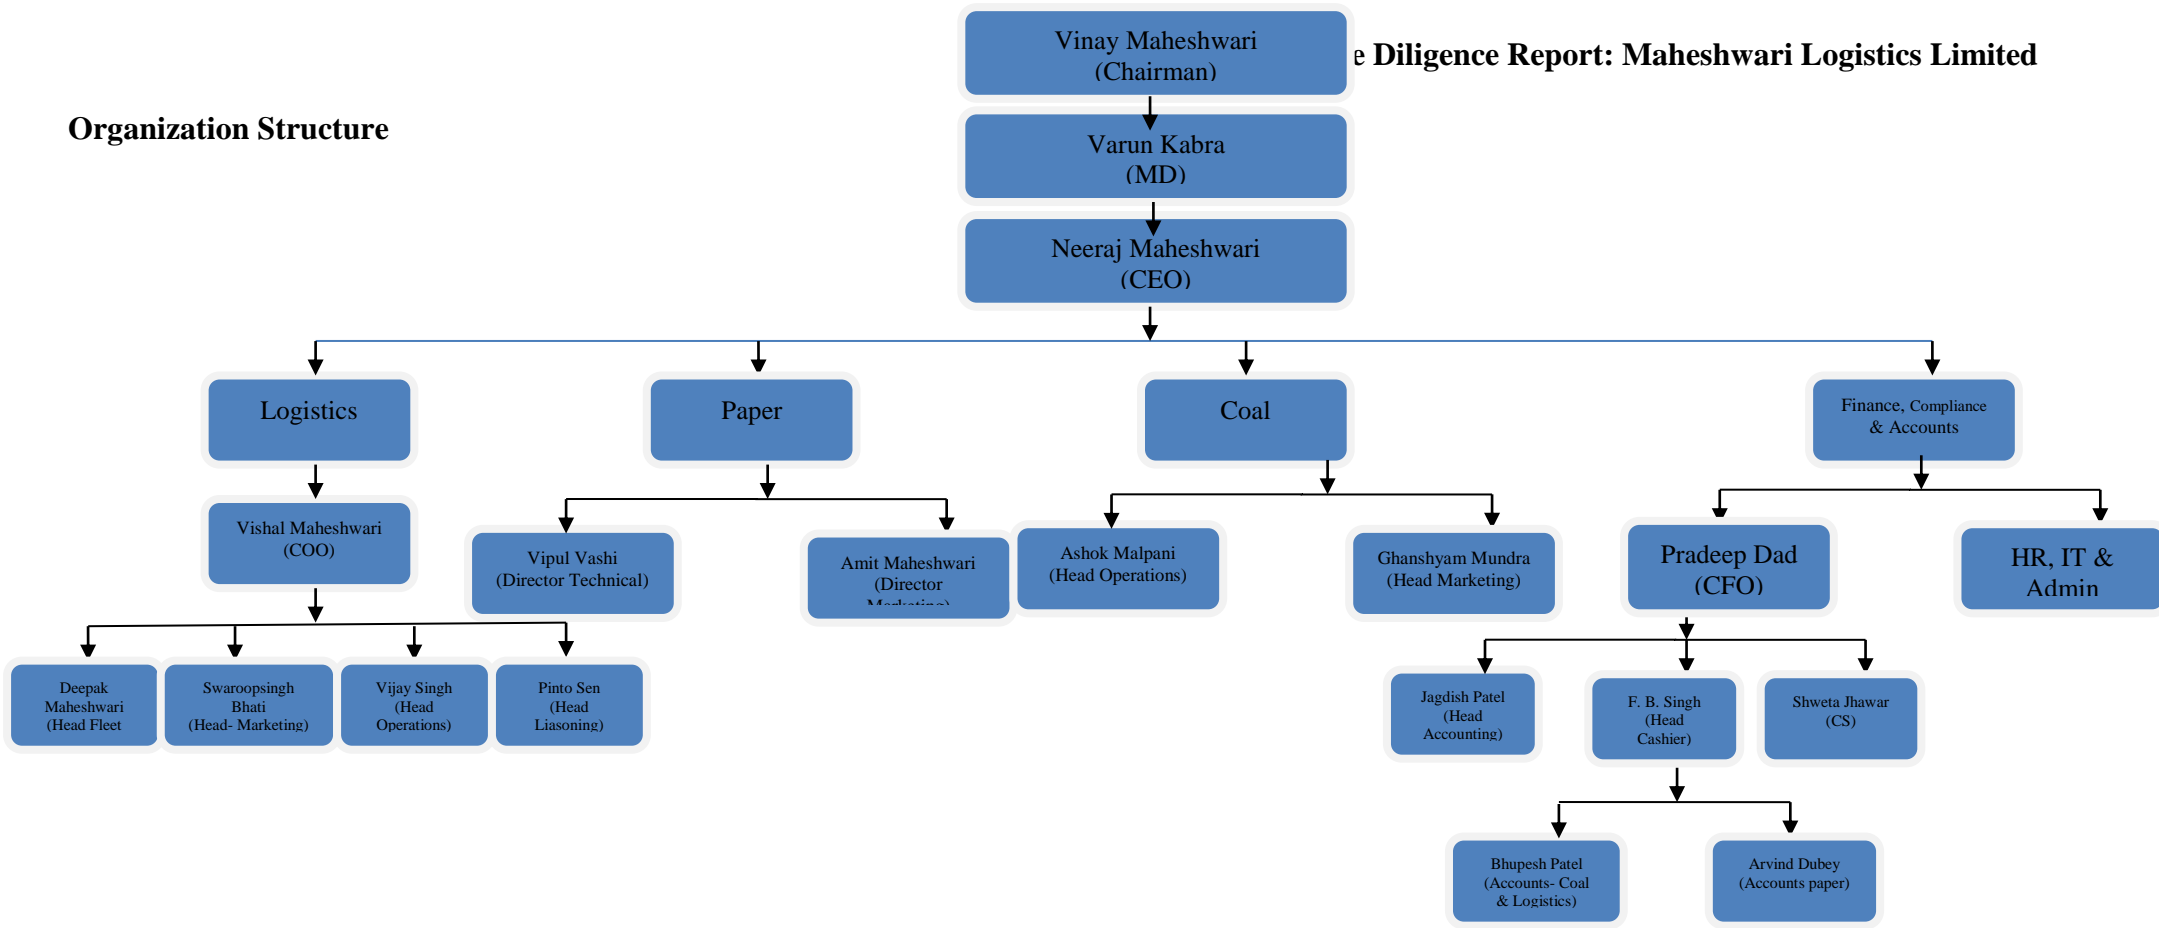 Vinay Maheshwari
(Chairman)
e Diligence Report: Maheshwari Logistics Limited
Organization Structure
Varun Kabra
(MD)
Neeraj Maheshwari
(CEO)
Logistics
Paper
Coal
Finance, Compliance
& Accounts
Vishal Maheshwari
(COO)
Vipul Vashi
(Director Technical)
Amit Maheshwari
(Director
Marketing)
Ashok Malpani
(Head Operations)
Ghanshyam Mundra
(Head Marketing)
Pradeep Dad
(CFO)
HR, IT &
Admin
Deepak
Maheshwari
(Head Fleet
Swaroopsingh
Bhati
(Head- Marketing)
Vijay Singh
(Head
Operations)
Pinto Sen
(Head
Liasoning)
Jagdish Patel
(Head
Accounting)
F. B. Singh
(Head
Cashier)
Shweta Jhawar
(CS)
Bhupesh Patel
(Accounts- Coal
& Logistics)
Arvind Dubey
(Accounts paper)